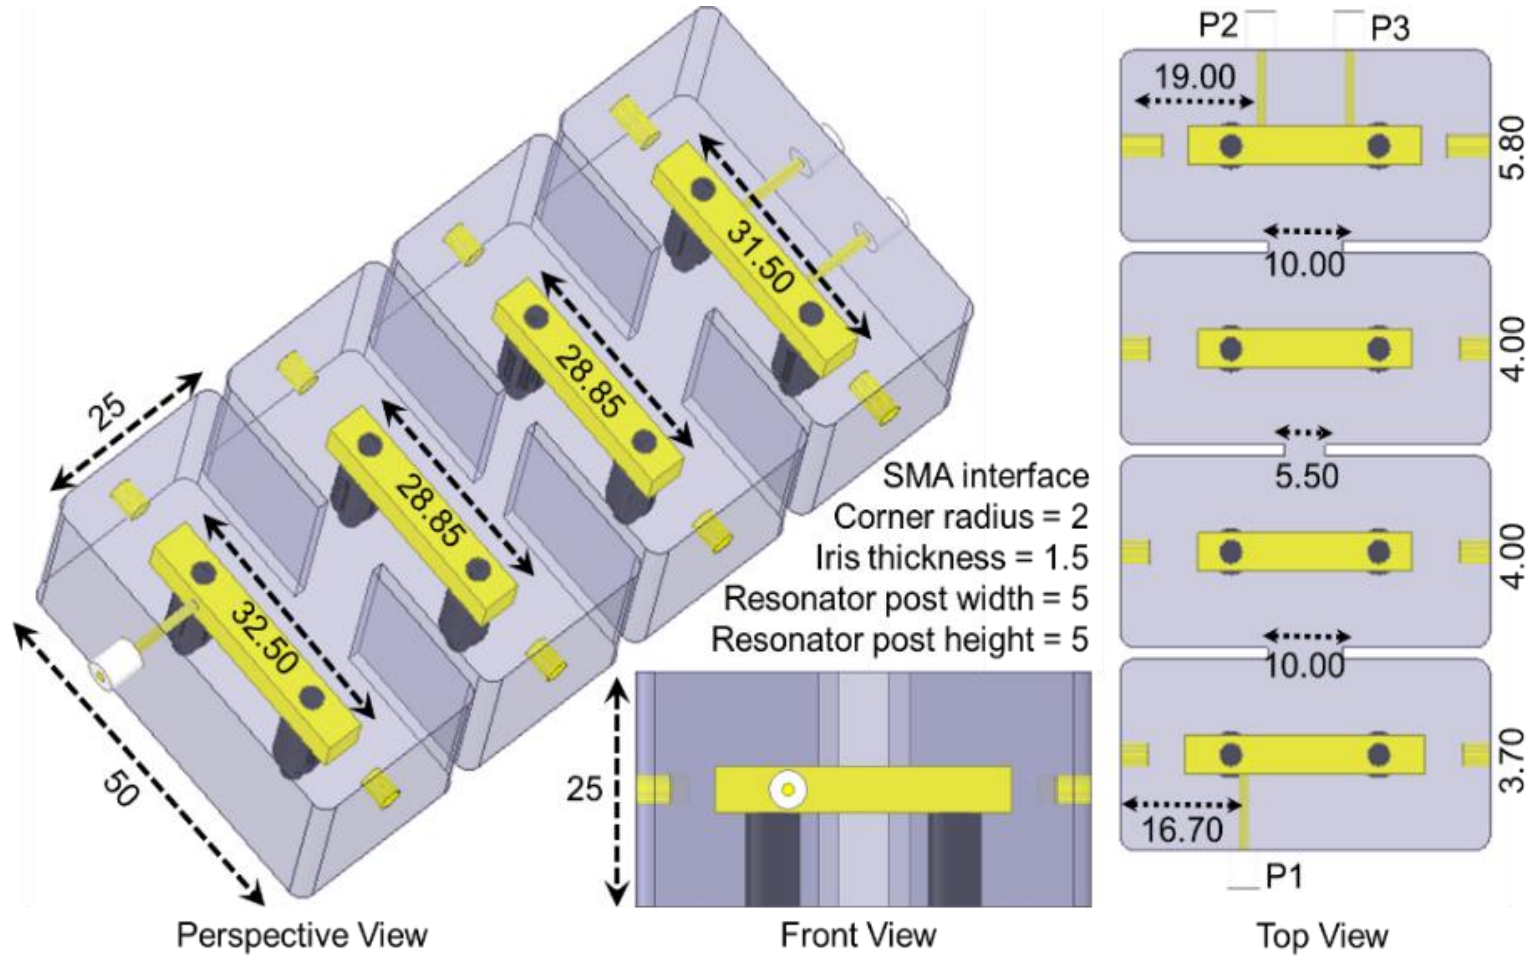 P2
P3
19.00
5.80
10.00
31.50
28.85
4.00
25
28.85
5.50
SMA interface
Corner radius = 2
Iris thickness = 1.5
Resonator post width = 5
Resonator post height = 5
4.00
32.50
10.00
50
25
3.70
16.70
P1
Perspective View
Front View
Top View